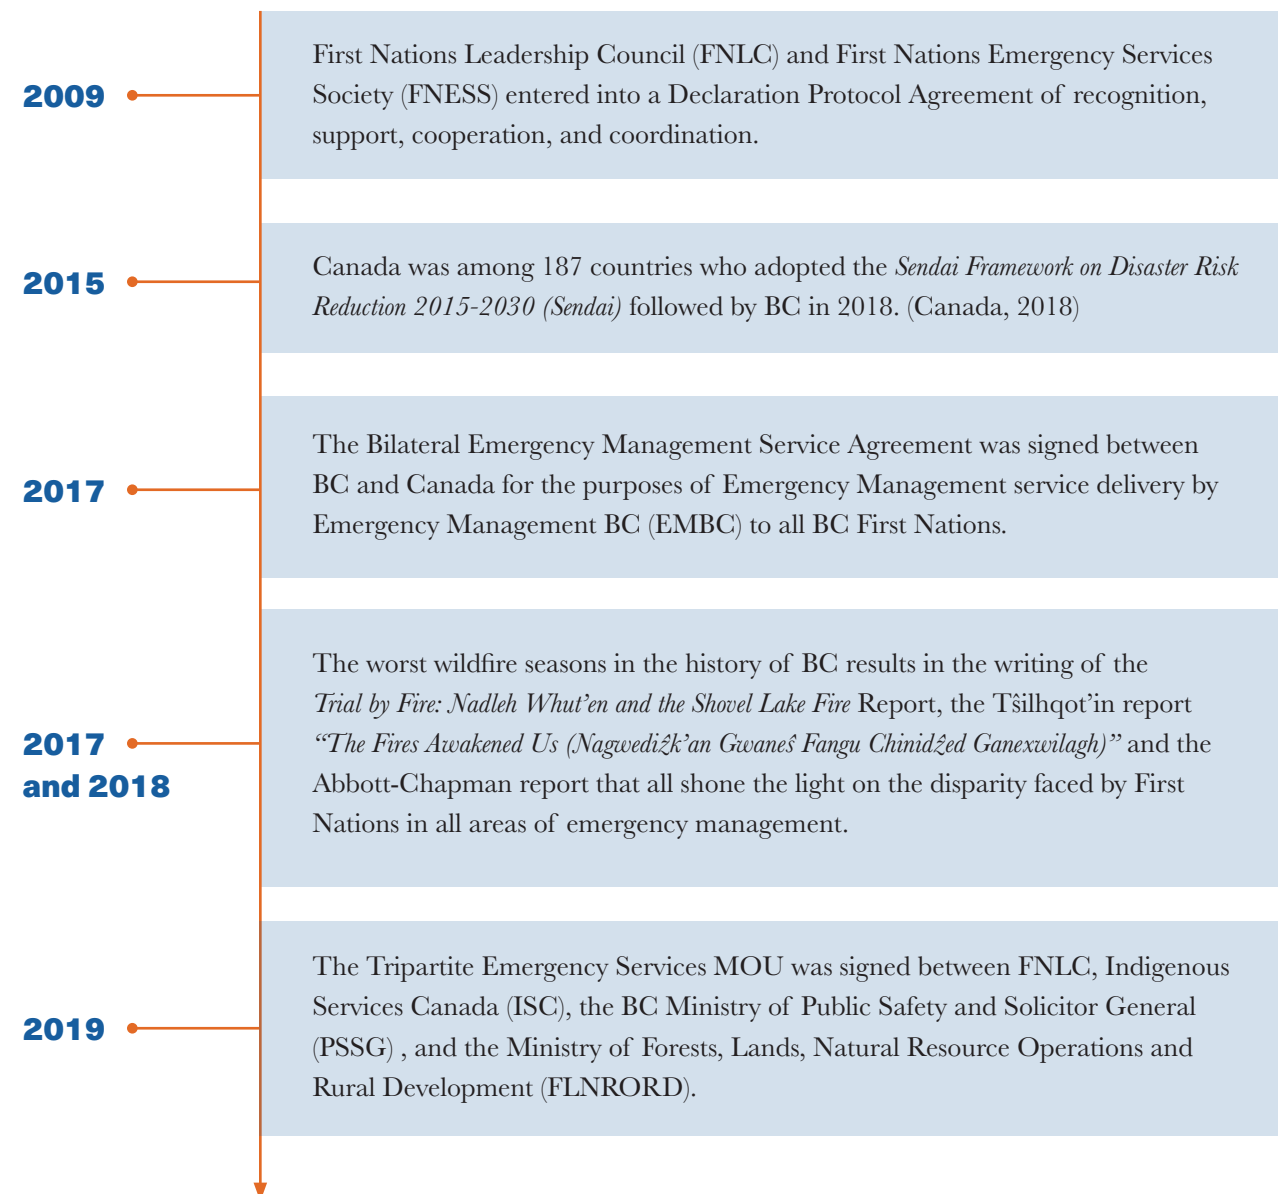 2009
First Nations Leadership Council (FNLC) and First Nations Emergency Services
Society (FNESS) entered into a Declaration Protocol Agreement of recognition,
support, cooperation, and coordination.
2015
Canada was among 187 countries who adopted the Sendai Framework on Disaster Risk
Reduction 2015-2030 (Sendai) followed by BC in 2018. (Canada, 2018)
2017
The Bilateral Emergency Management Service Agreement was signed between
BC and Canada for the purposes of Emergency Management service delivery by
Emergency Management BC (EMBC) to all BC First Nations.
2017
and 2018
The worst wildfire seasons in the history of BC results in the writing of the
Trial by Fire: Nadleh Whut’en and the Shovel Lake Fire Report, the Tŝilhqot’in report
“The Fires Awakened Us (Nagwediẑk’an Gwaneŝ Fangu Chinidẑed Ganexwilagh)” and the
Abbott-Chapman report that all shone the light on the disparity faced by First
Nations in all areas of emergency management.
2019
The Tripartite Emergency Services MOU was signed between FNLC, Indigenous
Services Canada (ISC), the BC Ministry of Public Safety and Solicitor General
(PSSG) , and the Ministry of Forests, Lands, Natural Resource Operations and
Rural Development (FLNRORD).